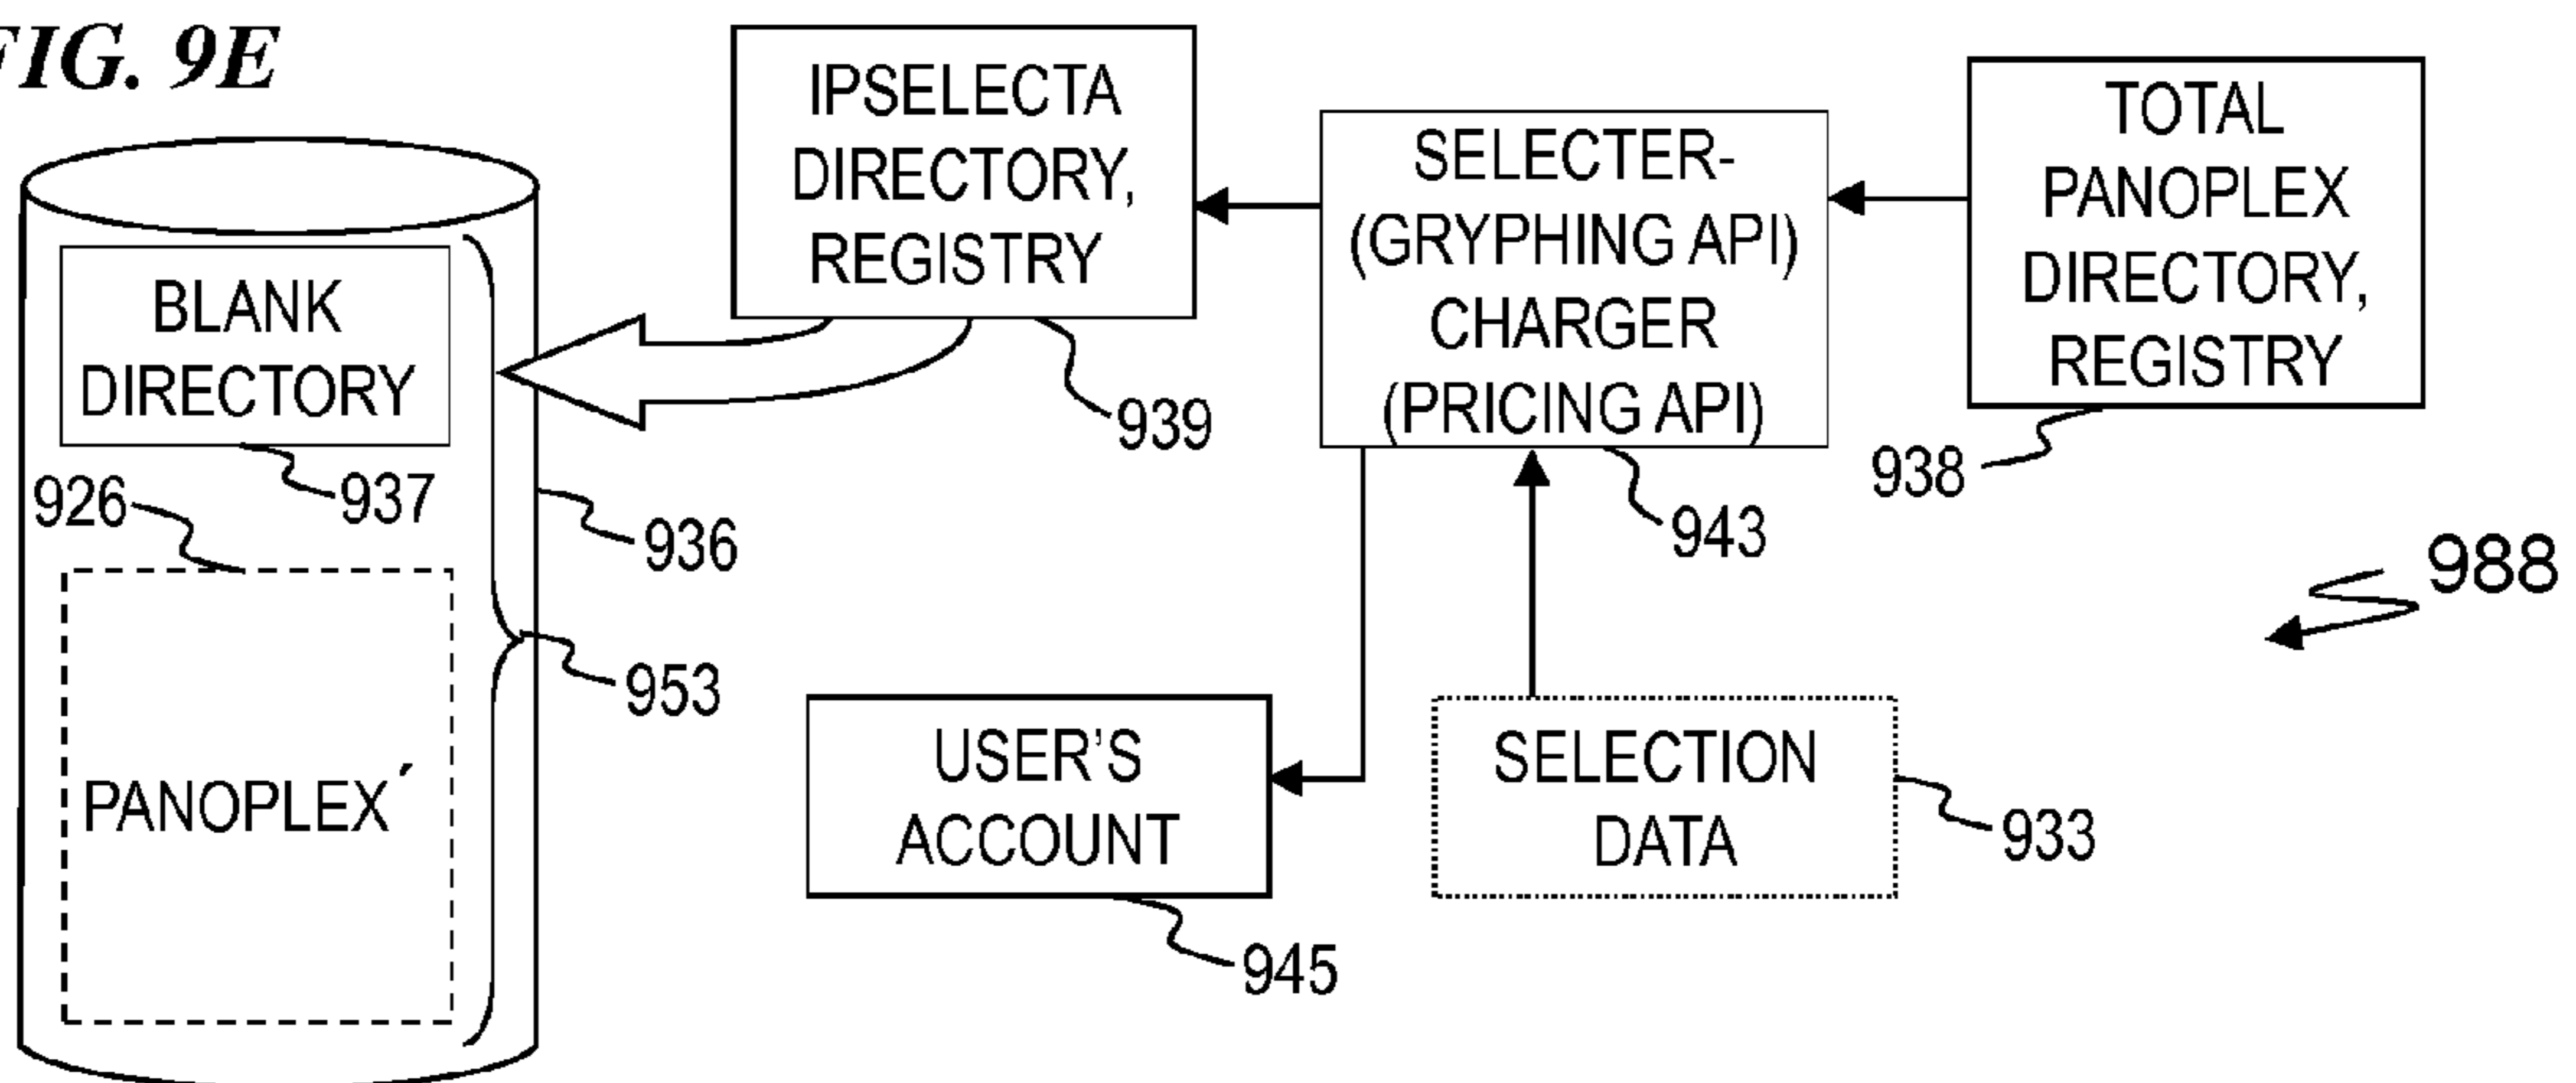 FIG. 9E
IPSELECTA
DIRECTORY,
REGISTRY
939
SELECTER-
(GRYPHING API)
CHARGER
(PRICING API)
943
TOTAL
PANOPLEX
DIRECTORY,
REGISTRY
938
BLANK
DIRECTORY
937
926
936
PANOPLEX´
953
USER’S
ACCOUNT
945
SELECTION
DATA
933
988